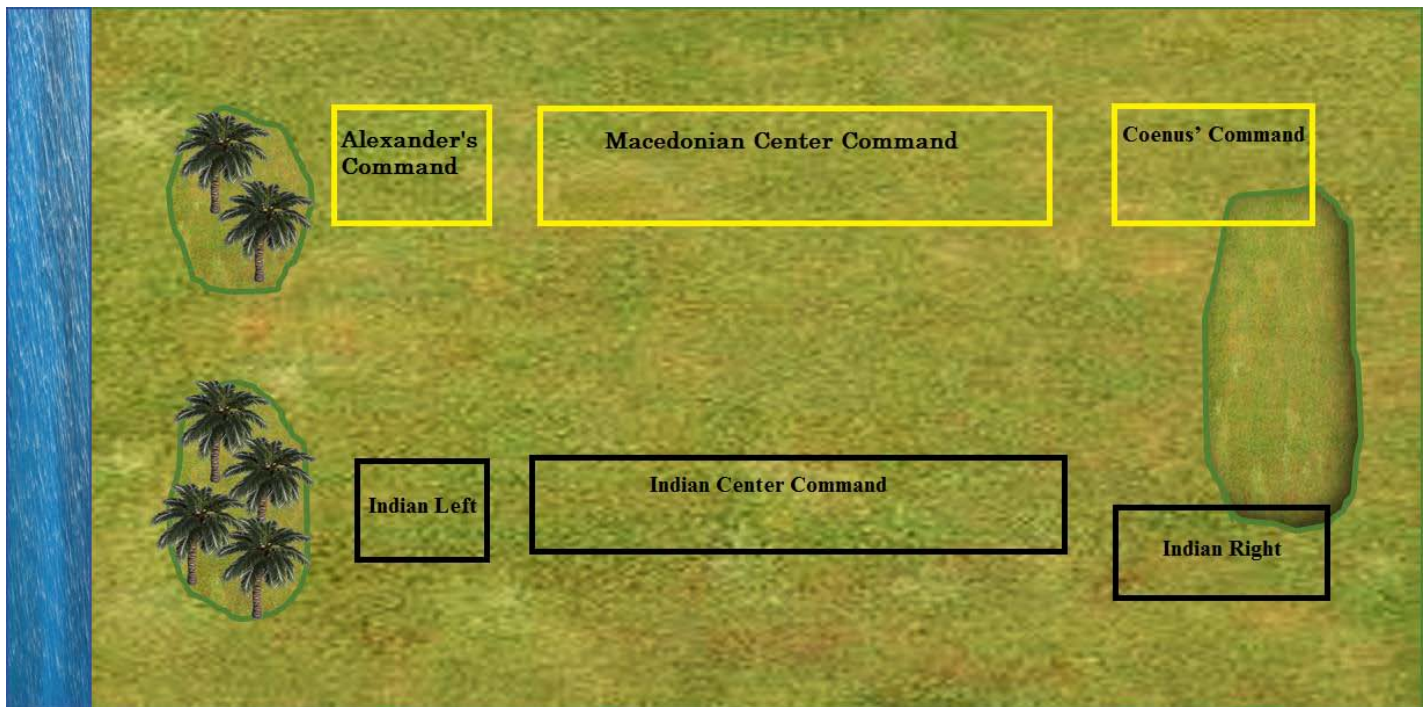 Alexander's
Command
Macedonian Center Command
Coenus’ Command
Indian Left
Indian Center Command
Indian Right